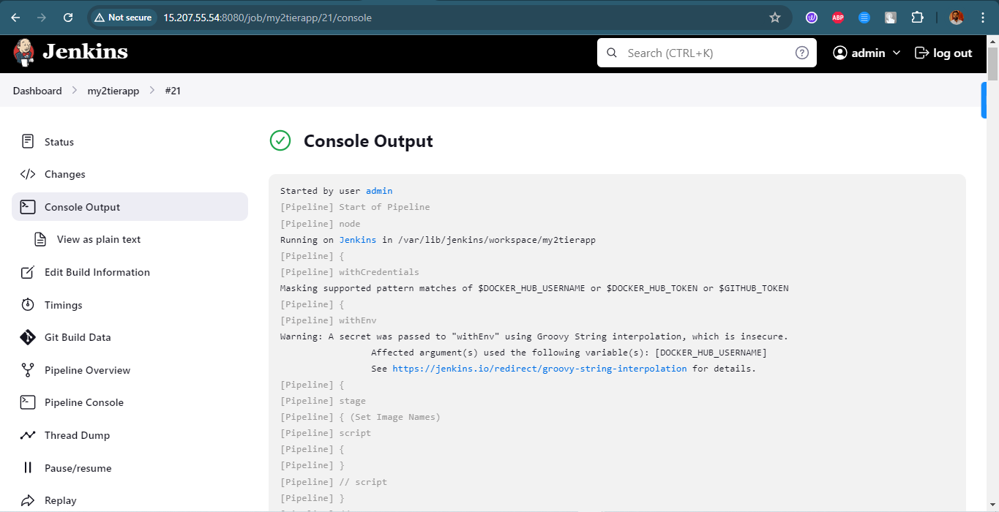 Not secure 15.207.55.54:8080/job/my2tierapp/21/console
ABP
Jenkins
Search (CTRL+K)
?
admin
log out
Dashboard > my2tierapp > #21
Status
Changes
Console Output
View as plain text
Edit Build Information
Timings
Git Build Data
Pipeline Overview
Pipeline Console
Thread Dump
Pause/resume
Replay
Console Output
Started by user admin
[Pipeline] Start of Pipeline
[Pipeline] node
Running on Jenkins in /var/lib/jenkins/workspace/my2tierapp
[Pipeline] {
[Pipeline] withCredentials
Masking supported pattern matches of $DOCKER_HUB_USERNAME or $DOCKER_HUB_TOKEN or $GITHUB_TOKEN
[Pipeline] {
[Pipeline] withEnv
Warning: A secret was passed to "withEnv" using Groovy String interpolation, which is insecure.
Affected argument(s) used the following variable(s): [DOCKER_HUB_USERNAME]
See https://jenkins.io/redirect/groovy-string-interpolation for details.
[Pipeline] {
[Pipeline] stage
[Pipeline] { (Set Image Names)
[Pipeline] script
[Pipeline] {
[Pipeline] }
[Pipeline] // script
[Pipeline] }